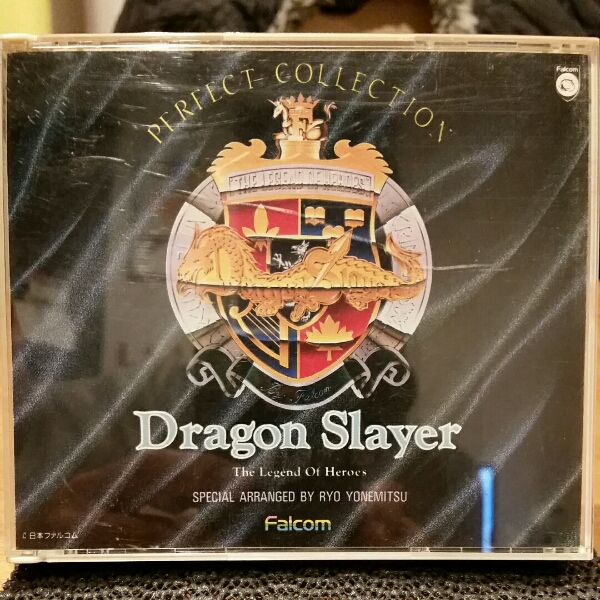 Falcom
PERFECT COLLECTION
"THE LEGEND OF HEROES"
Dragon Slayer
The Legend Of Heroes
SPECIAL ARRANGED BY RYO YONEMITSU
Falcom
C 日本ファルコム